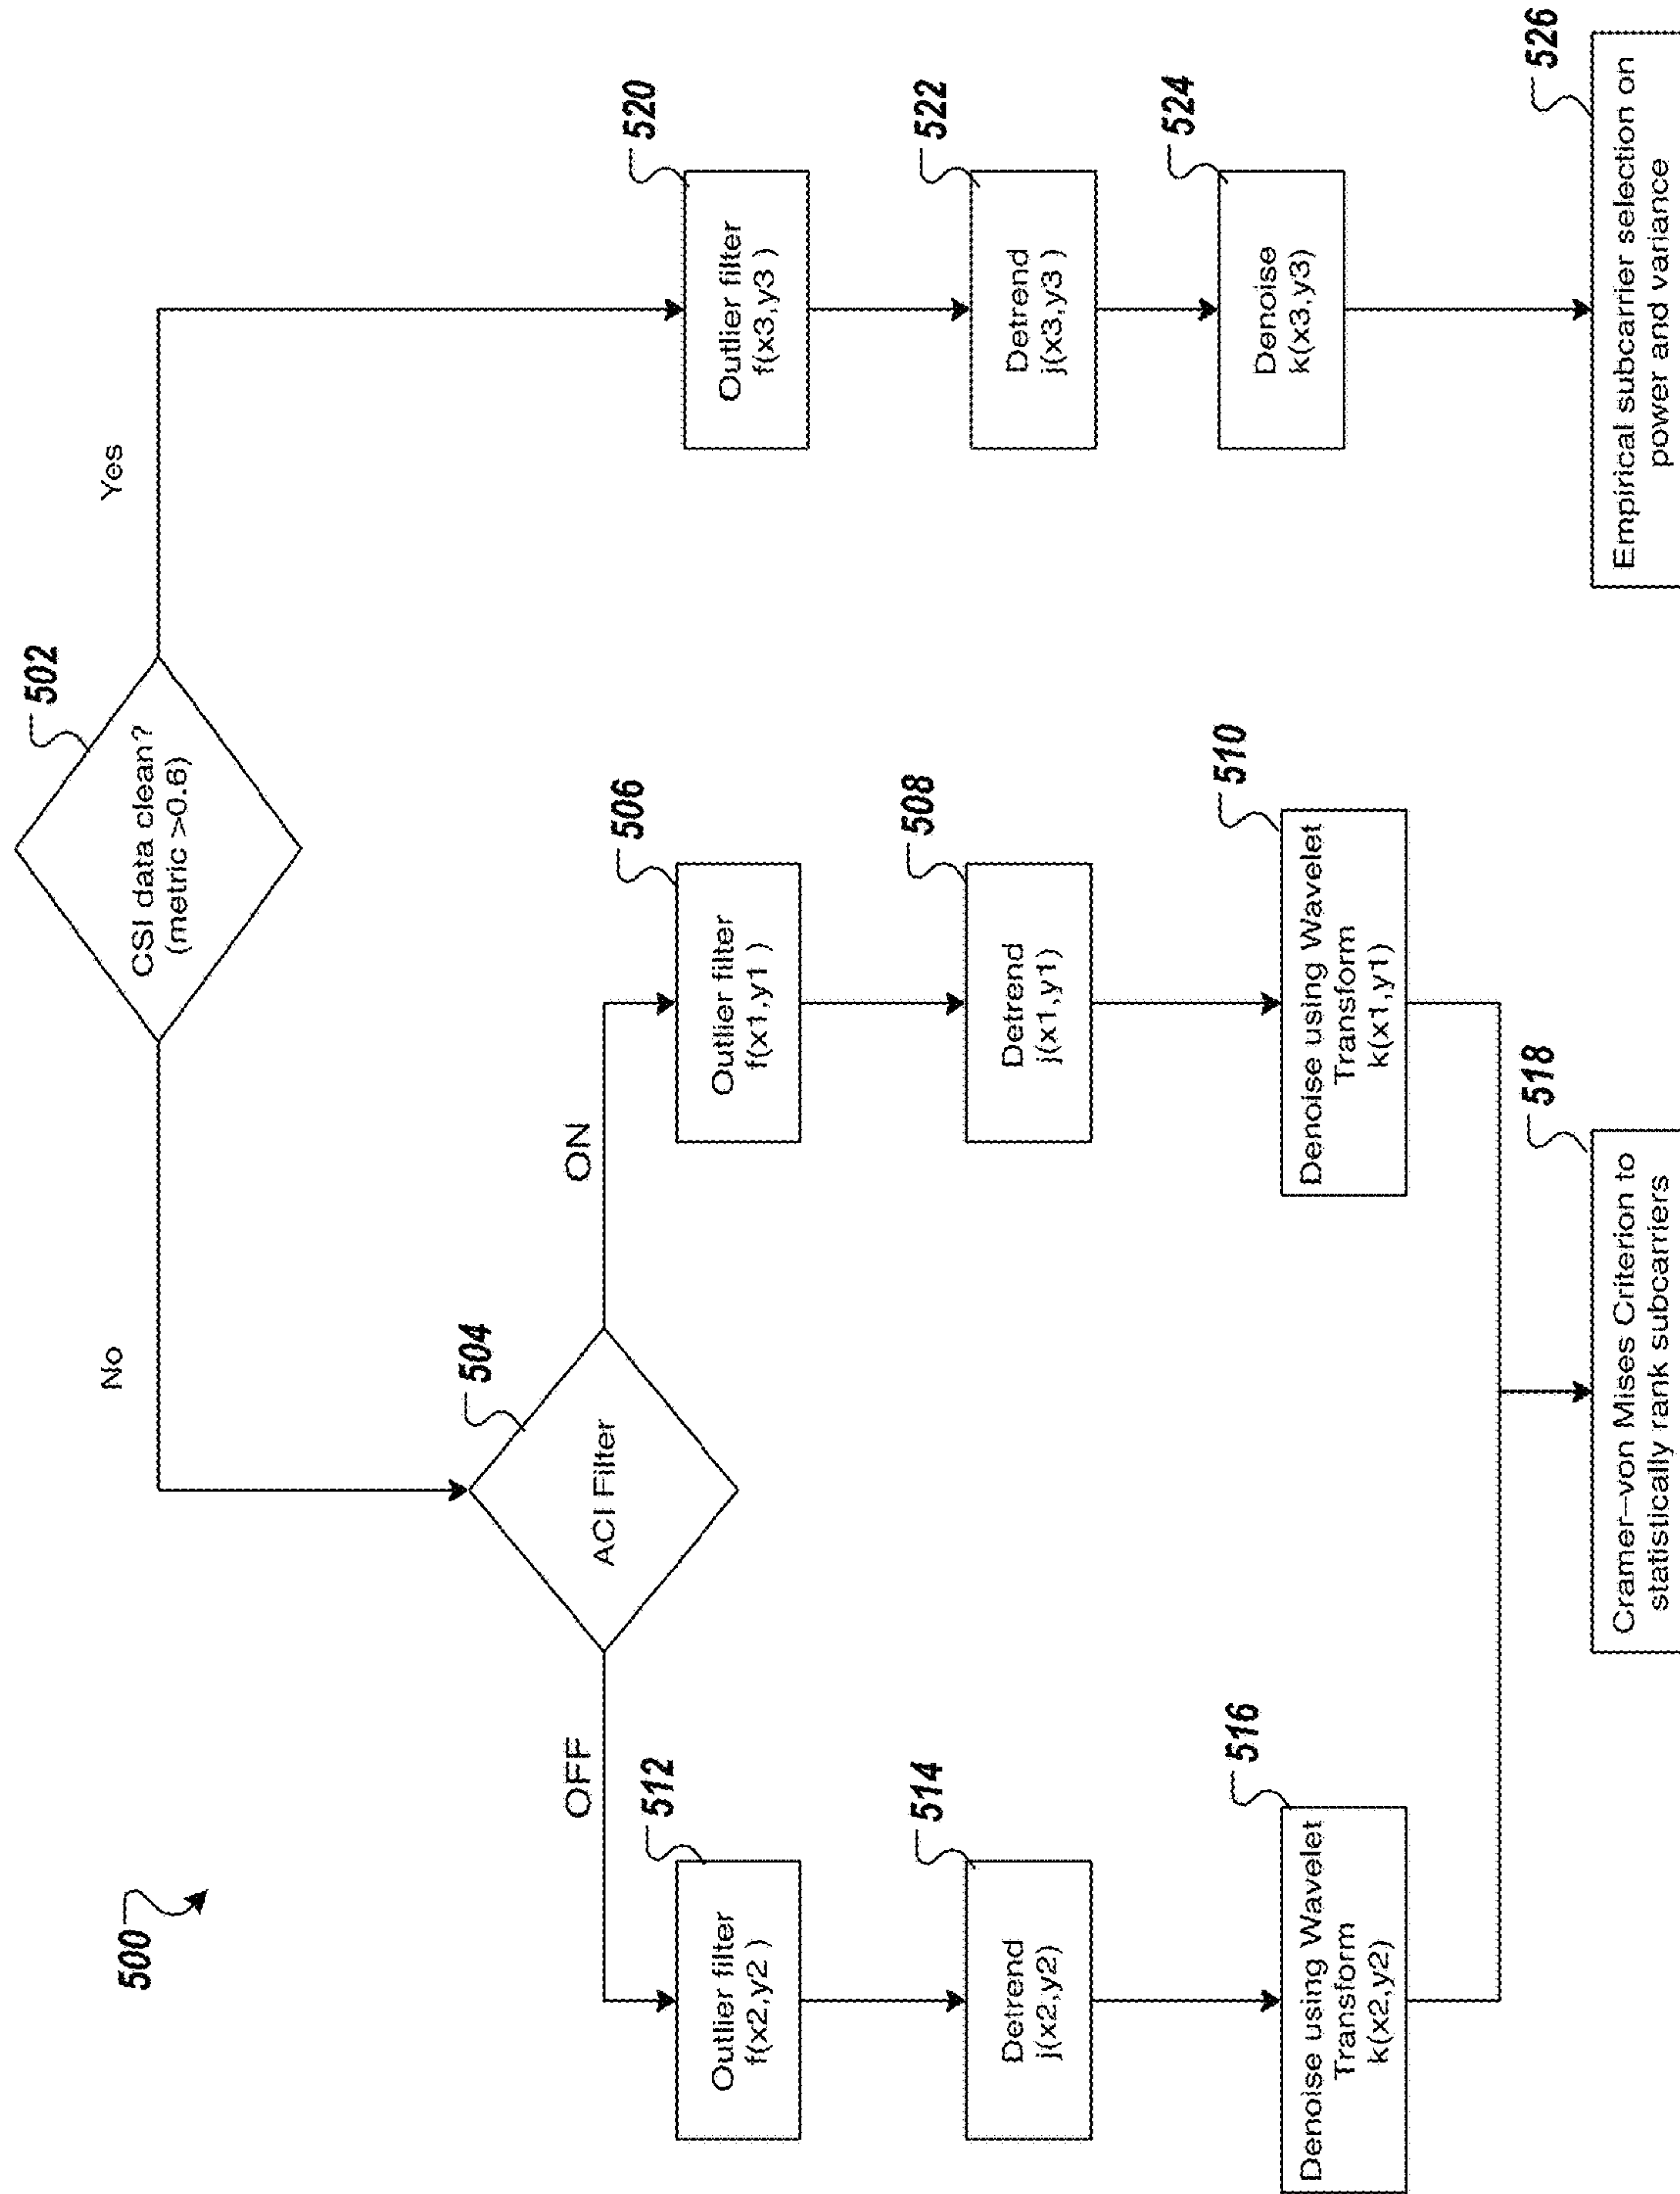 500
502
CSI data clean?
(metric >0.6)
No
Yes
504
ACI Filter
OFF
ON
512
Outlier filter
f(x2,y2 )
506
Outlier filter
f(x1,y1 )
520
Outlier filter
f(x3,y3 )
514
Detrend
j(x2,y2)
508
Detrend
j(x1,y1)
522
Detrend
j(x3,y3 )
516
Denoise using Wavelet
Transform
k(x2,y2)
510
Denoise using Wavelet
Transform
k(x1,y1)
524
Denoise
k(x3,y3)
518
Cramer–von Mises Criterion to
statistically rank subcarriers
526
Empirical subcarrier selection on
power and variance